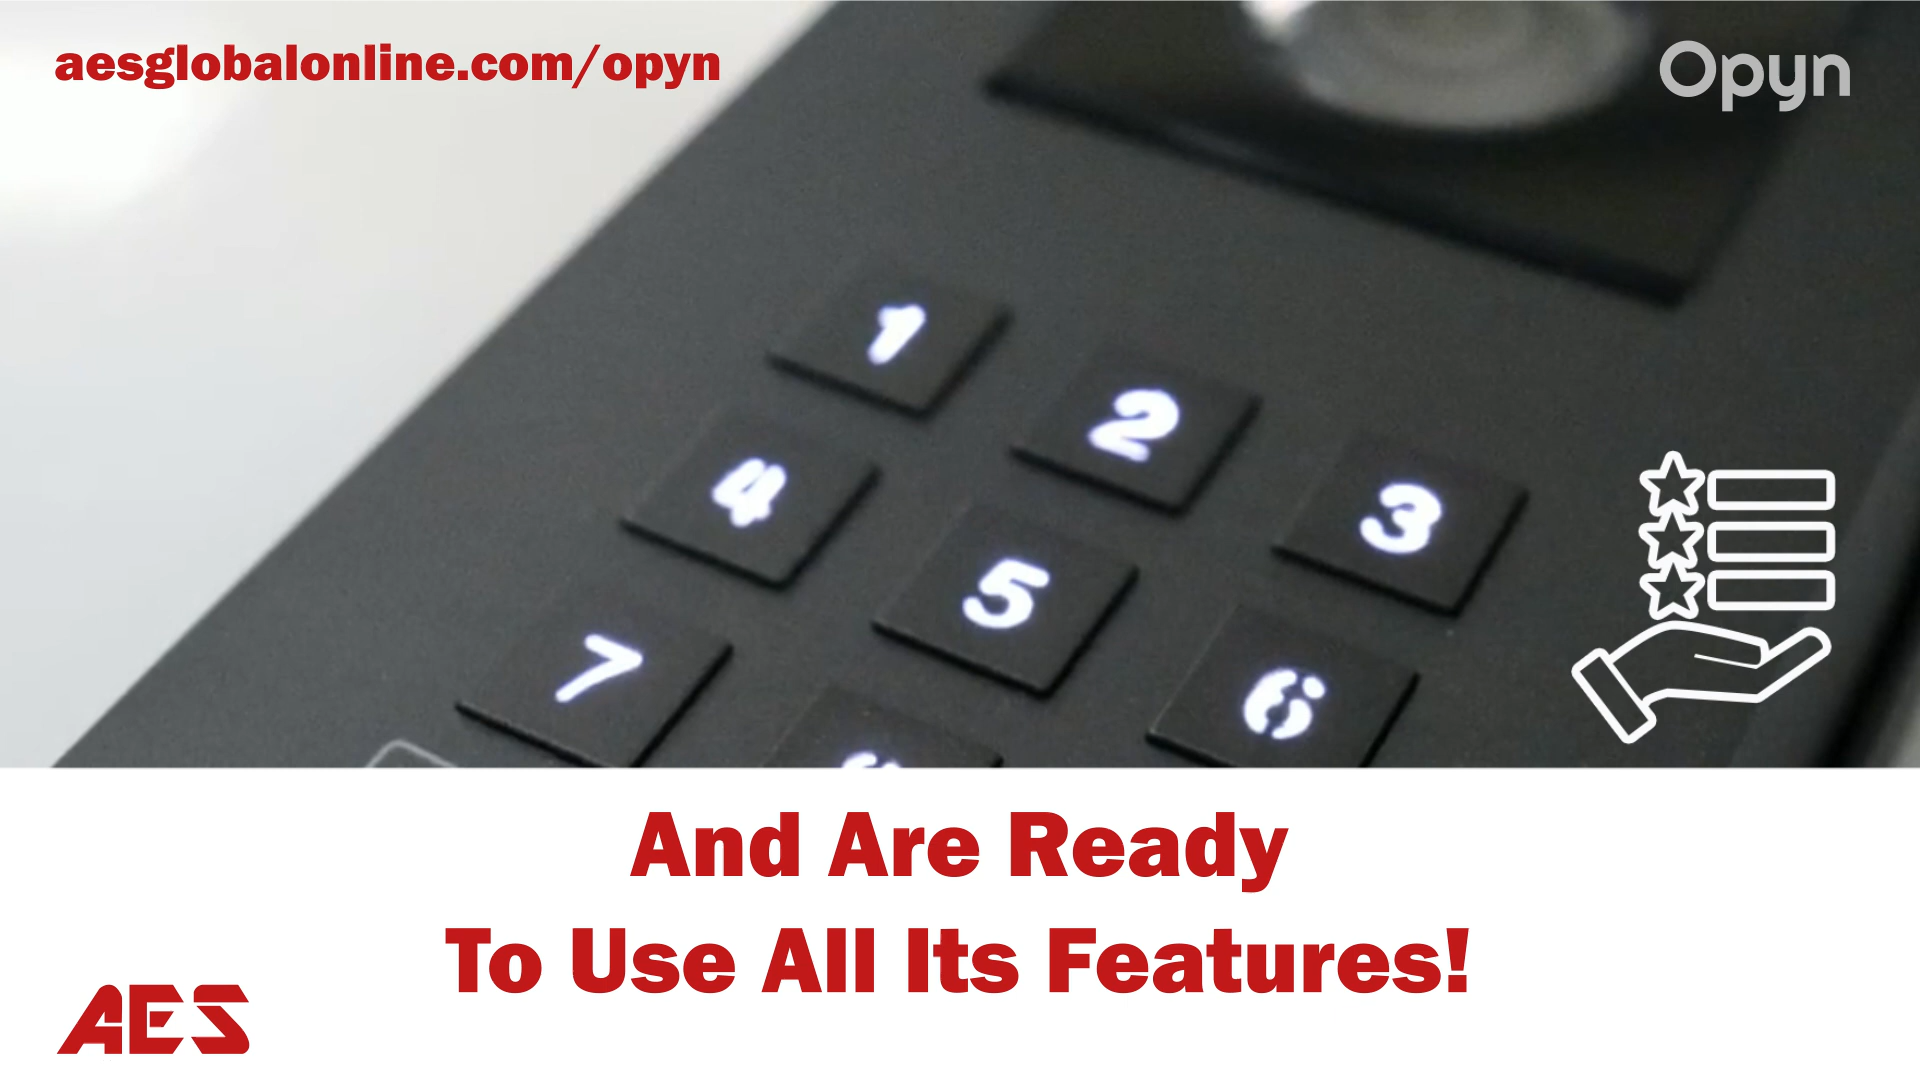 aesglobalonline.com/opyn
Opyn
1
2
3
4
5
6
7
And Are Ready
To Use All Its Features!
AES